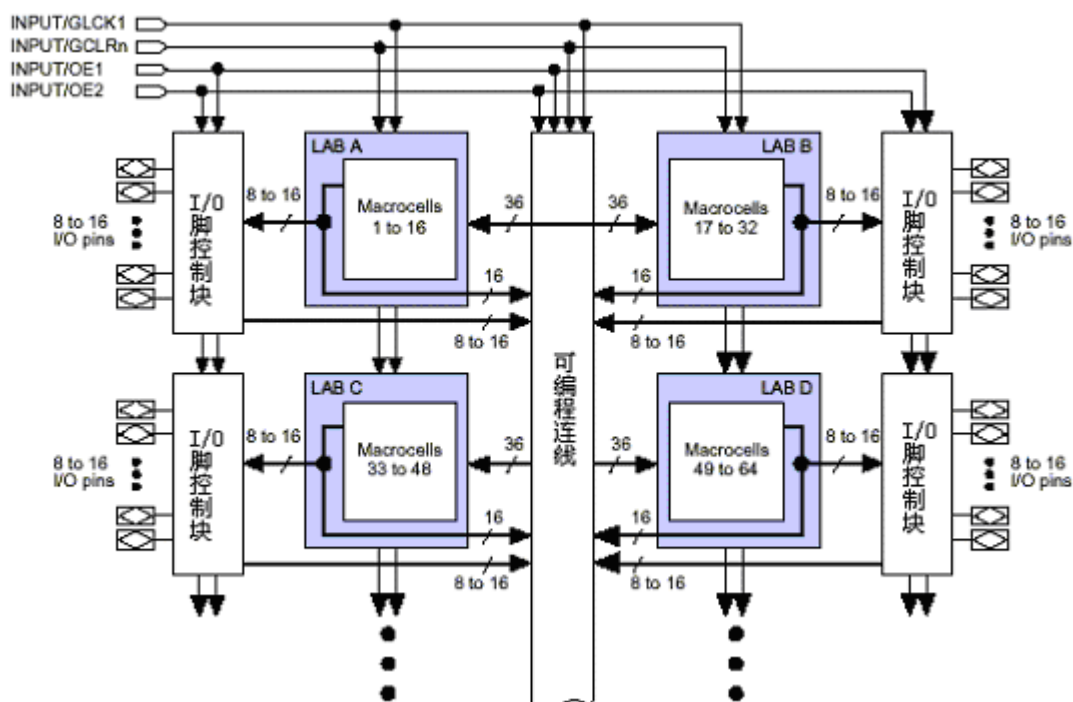 INPUT/GLCK1
INPUT/GCLRn
INPUT/OE1
INPUT/OE2
LAB A
LAB B
I/O脚控制块
8 to 16
I/O pins
8 to 16
Macrocells
1 to 16
36
36
Macrocells
17 to 32
8 to 16
I/O脚控制块
8 to 16
I/O pins
16
16
8 to 16
8 to 16
可编程连线
LAB C
LAB D
I/O脚控制块
8 to 16
I/O pins
8 to 16
Macrocells
33 to 48
36
36
Macrocells
49 to 64
8 to 16
I/O脚控制块
8 to 16
I/O pins
16
16
8 to 16
8 to 16